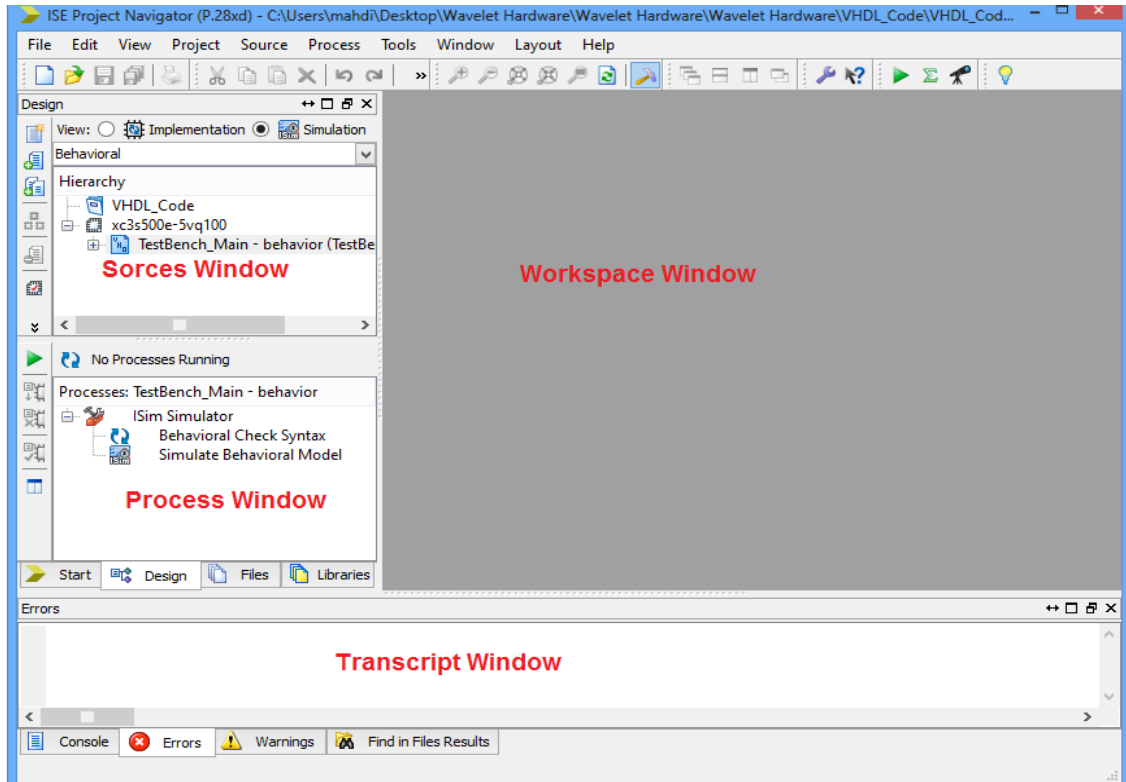 ISE Project Navigator (P.28xd) - C:\Users\mahdi\Desktop\Wavelet Hardware\Wavelet Hardware\Wavelet Hardware\VHDL_Code\VHDL_Cod...
File Edit View Project Source Process Tools Window Layout Help
Design
View: Implementation Simulation
Behavioral
Hierarchy
VHDL_Code
xc3s500e-5vq100
TestBench_Main - behavior (TestBe
Sorces Window
Workspace Window
No Processes Running
Processes: TestBench_Main - behavior
ISim Simulator
Behavioral Check Syntax
Simulate Behavioral Model
Process Window
Start Design Files Libraries
Errors
Transcript Window
Console Errors Warnings Find in Files Results